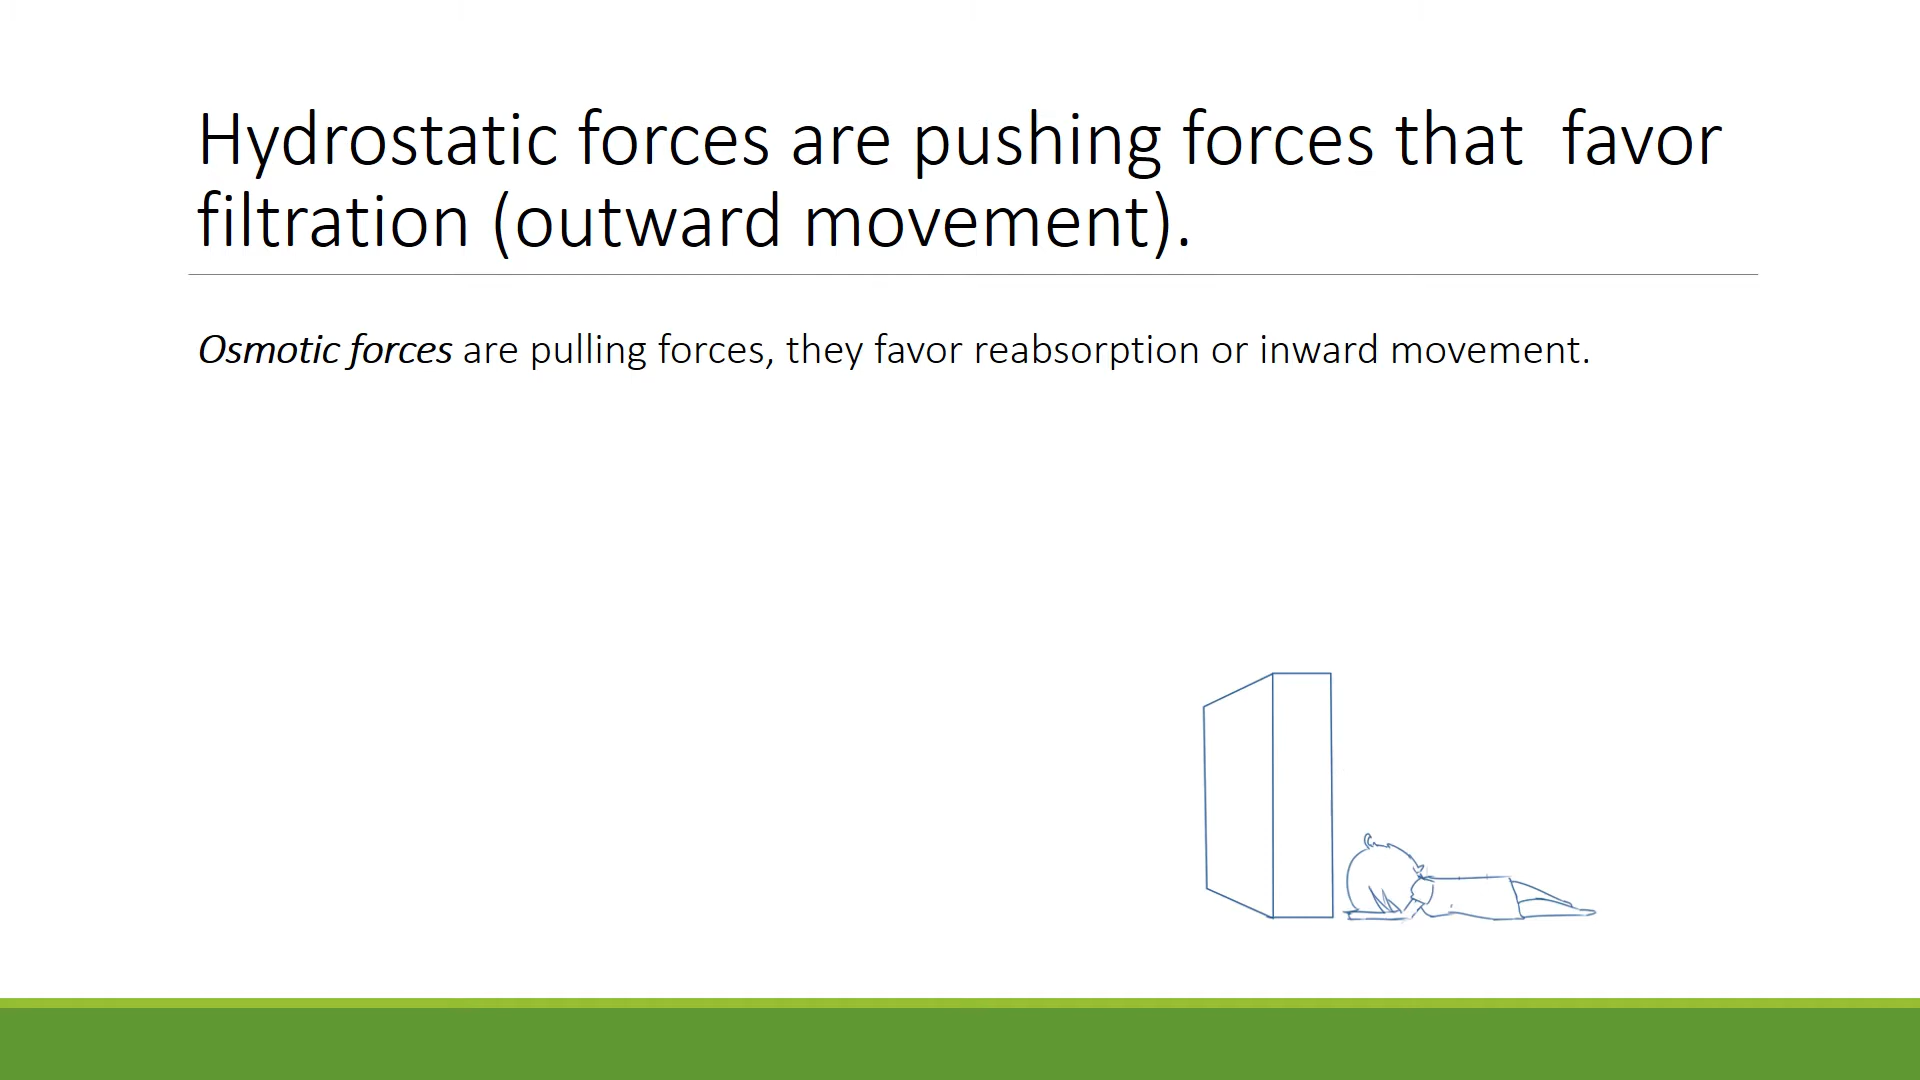 Hydrostatic forces are pushing forces that  favor
filtration (outward movement).
Osmotic forces are pulling forces, they favor reabsorption or inward movement.